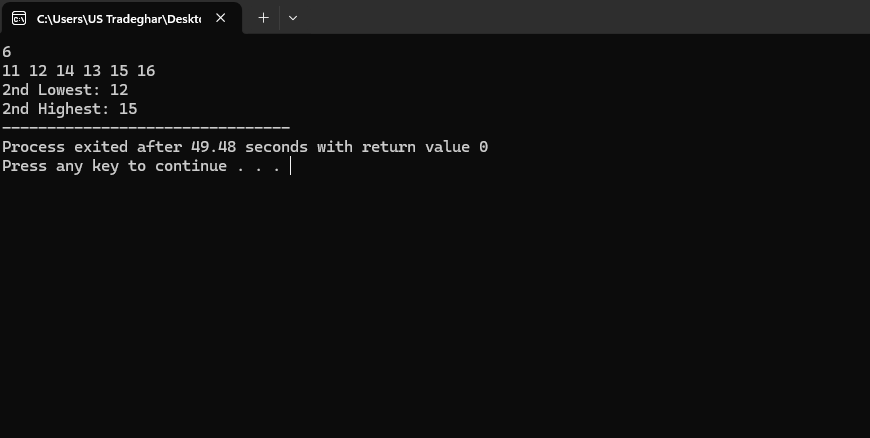 C:\Users\US Tradeghar\Deskto
6
11 12 14 13 15 16
2nd Lowest: 12
2nd Highest: 15
--------------------------------
Process exited after 49.48 seconds with return value 0
Press any key to continue . . .